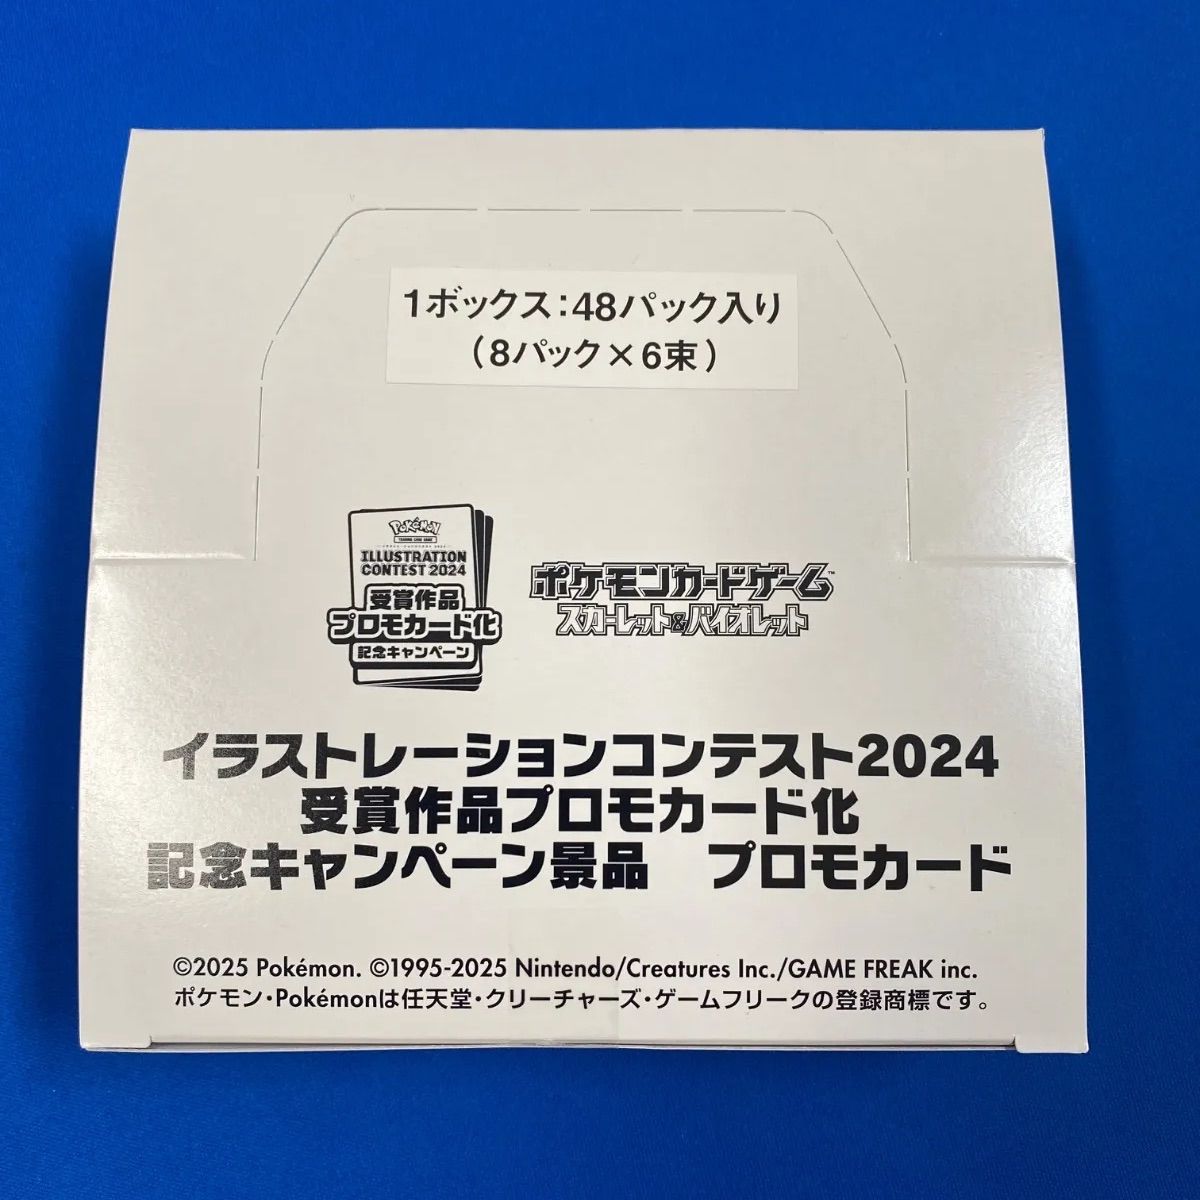 1ボックス：48パック入り
（8パック×6束）
Pokémon
TRADING CARD GAME
ILLUSTRATION
CONTEST 2024
受賞作品
プロモカード化
記念キャンペーン
ポケモンカードゲーム™
スカーレット&バイオレット
イラストレーションコンテスト2024
受賞作品プロモカード化
記念キャンペーン景品　プロモカード
©2025 Pokémon. ©1995-2025 Nintendo/Creatures Inc./GAME FREAK inc.
ポケモン・Pokémonは任天堂・クリーチャーズ・ゲームフリークの登録商標です。